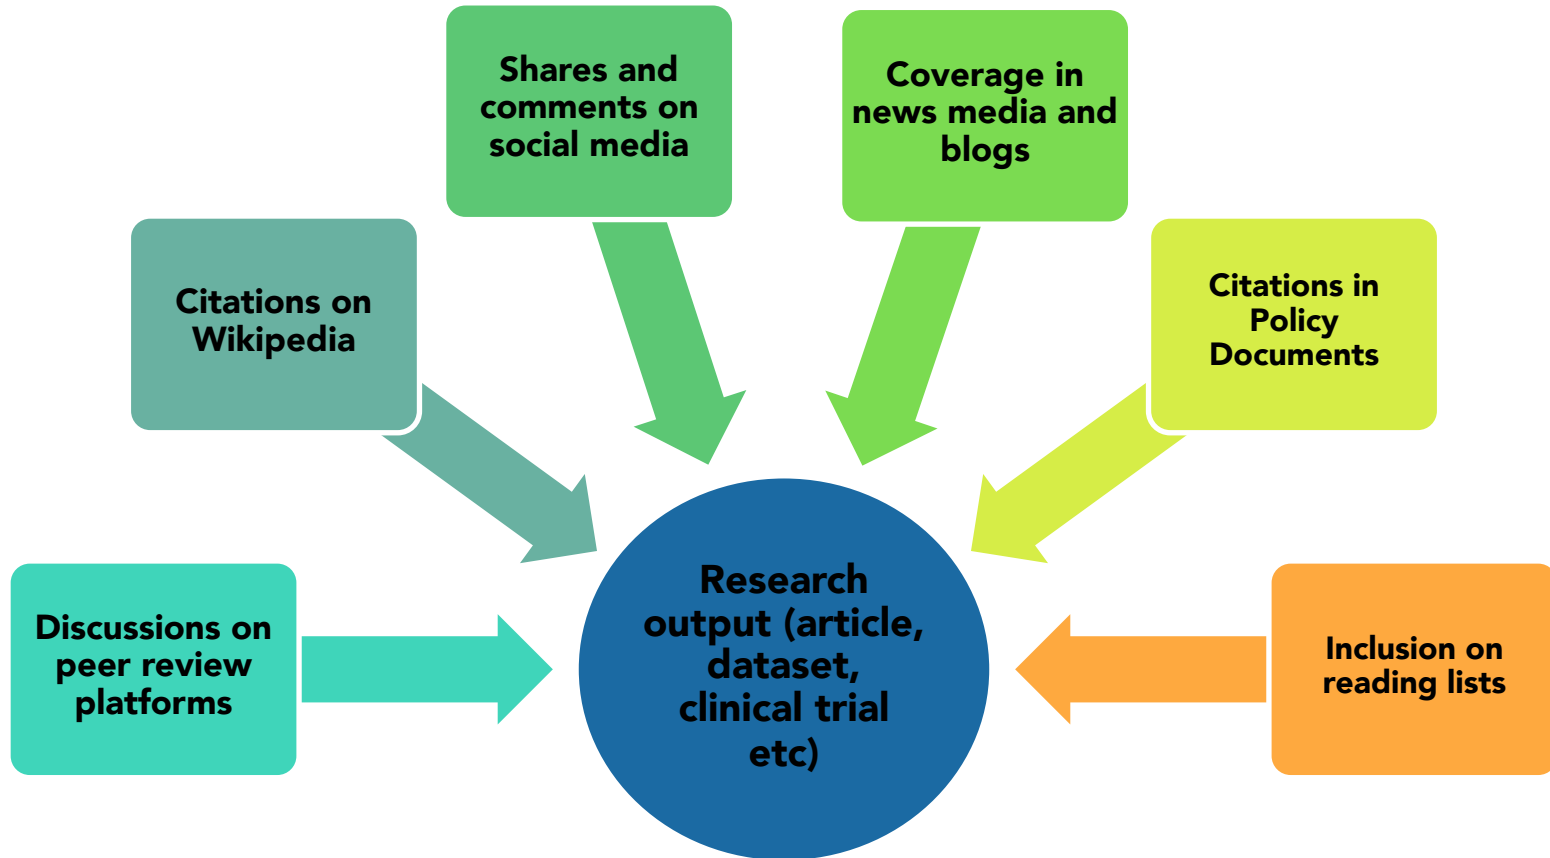 Shares and
comments on
social media
Coverage in
news media and
blogs
Citations on
Wikipedia
Citations in
Policy
Documents
Discussions on
peer review
platforms
Research
output (article,
dataset,
clinical trial
etc)
Inclusion on
reading lists